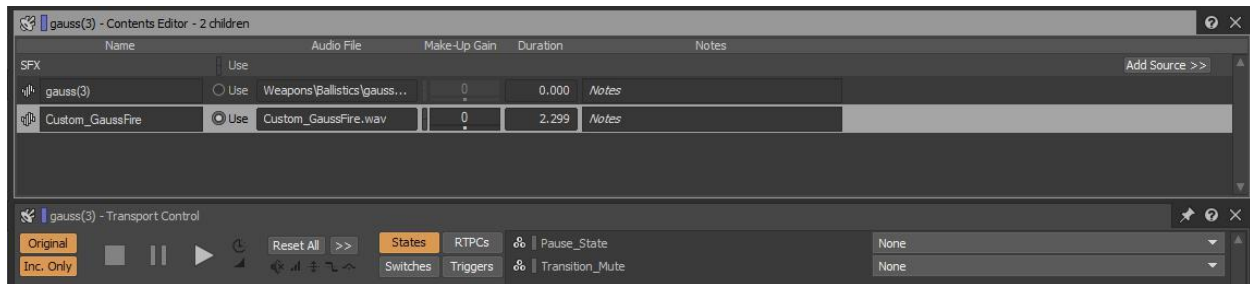 gauss(3) - Contents Editor - 2 children
Name Audio File Make-Up Gain Duration Notes
SFX Use Add Source >>
gauss(3) Use Weapons\Ballistics\gauss... 0 0.000 Notes
Custom_GaussFire Use Custom_GaussFire.wav 0 2.299 Notes
gauss(3) - Transport Control
Original Reset All >> States RTPCs Pause_State None
Inc. Only Switches Triggers Transition_Mute None